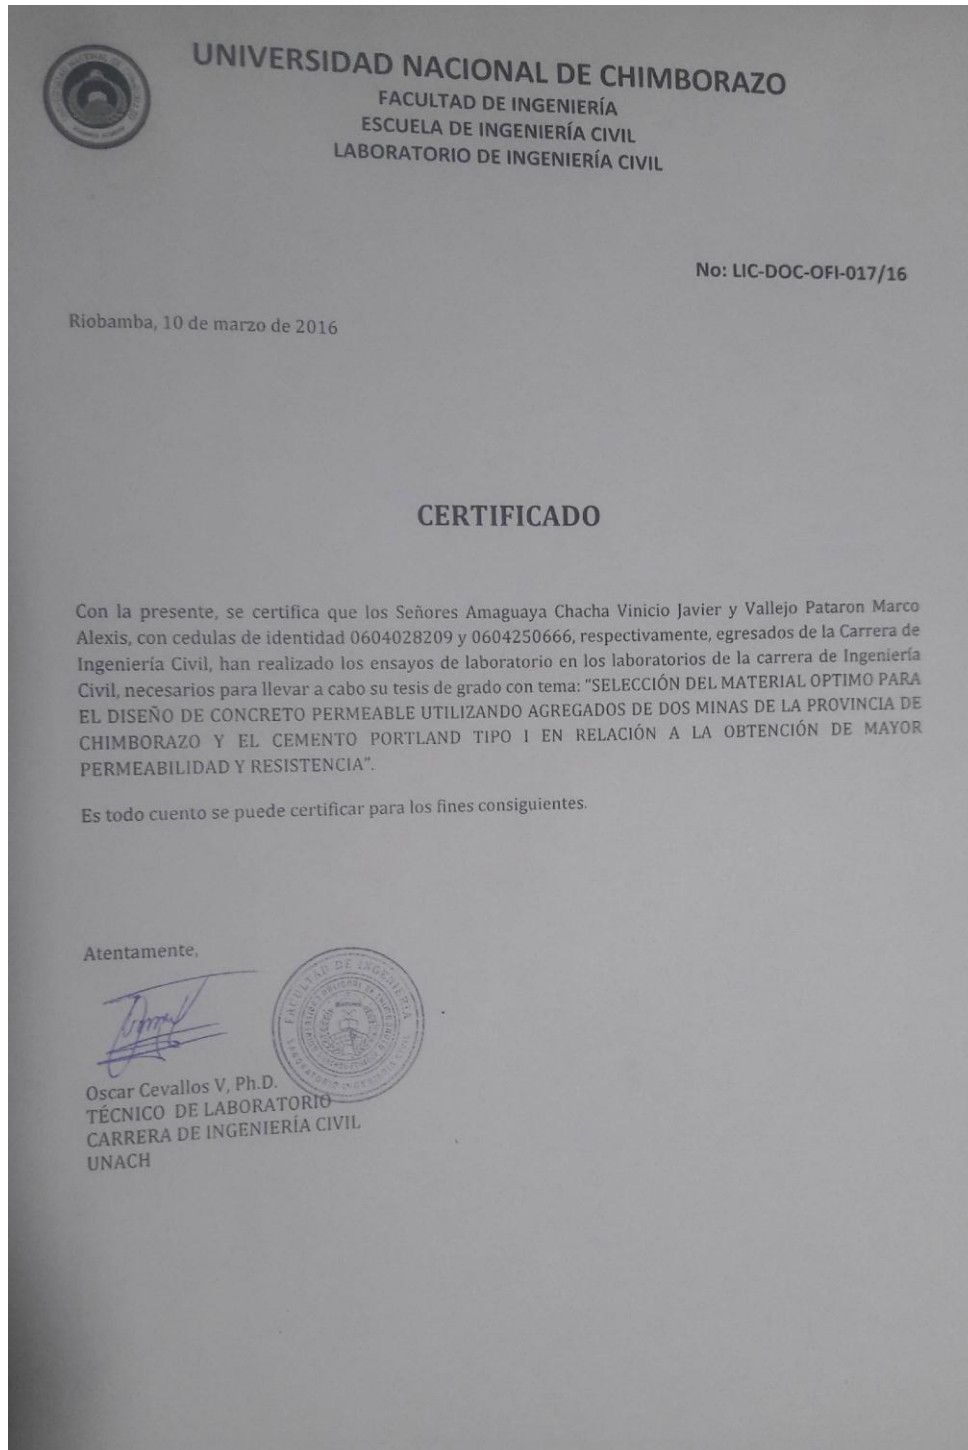 UNIVERSIDAD NACIONAL DE CHIMBORAZO
FACULTAD DE INGENIERÍA
ESCUELA DE INGENIERÍA CIVIL
LABORATORIO DE INGENIERÍA CIVIL
No: LIC-DOC-OFI-017/16
Riobamba, 10 de marzo de 2016
CERTIFICADO
Con la presente, se certifica que los Señores Amaguaya Chacha Vinicio Javier y Vallejo Pataron Marco
Alexis, con cedulas de identidad 0604028209 y 0604250666, respectivamente, egresados de la Carrera de
Ingeniería Civil, han realizado los ensayos de laboratorio en los laboratorios de la carrera de Ingeniería
Civil, necesarios para llevar a cabo su tesis de grado con tema: “SELECCIÓN DEL MATERIAL OPTIMO PARA
EL DISEÑO DE CONCRETO PERMEABLE UTILIZANDO AGREGADOS DE DOS MINAS DE LA PROVINCIA DE
CHIMBORAZO Y EL CEMENTO PORTLAND TIPO I EN RELACIÓN A LA OBTENCIÓN DE MAYOR
PERMEABILIDAD Y RESISTENCIA”.
Es todo cuento se puede certificar para los fines consiguientes.
Atentamente,
FACULTAD DE INGENIERÍA
LABORATORIO INGENIERÍA CIVIL
Oscar Cevallos V, Ph.D.
TÉCNICO DE LABORATORIO
CARRERA DE INGENIERÍA CIVIL
UNACH